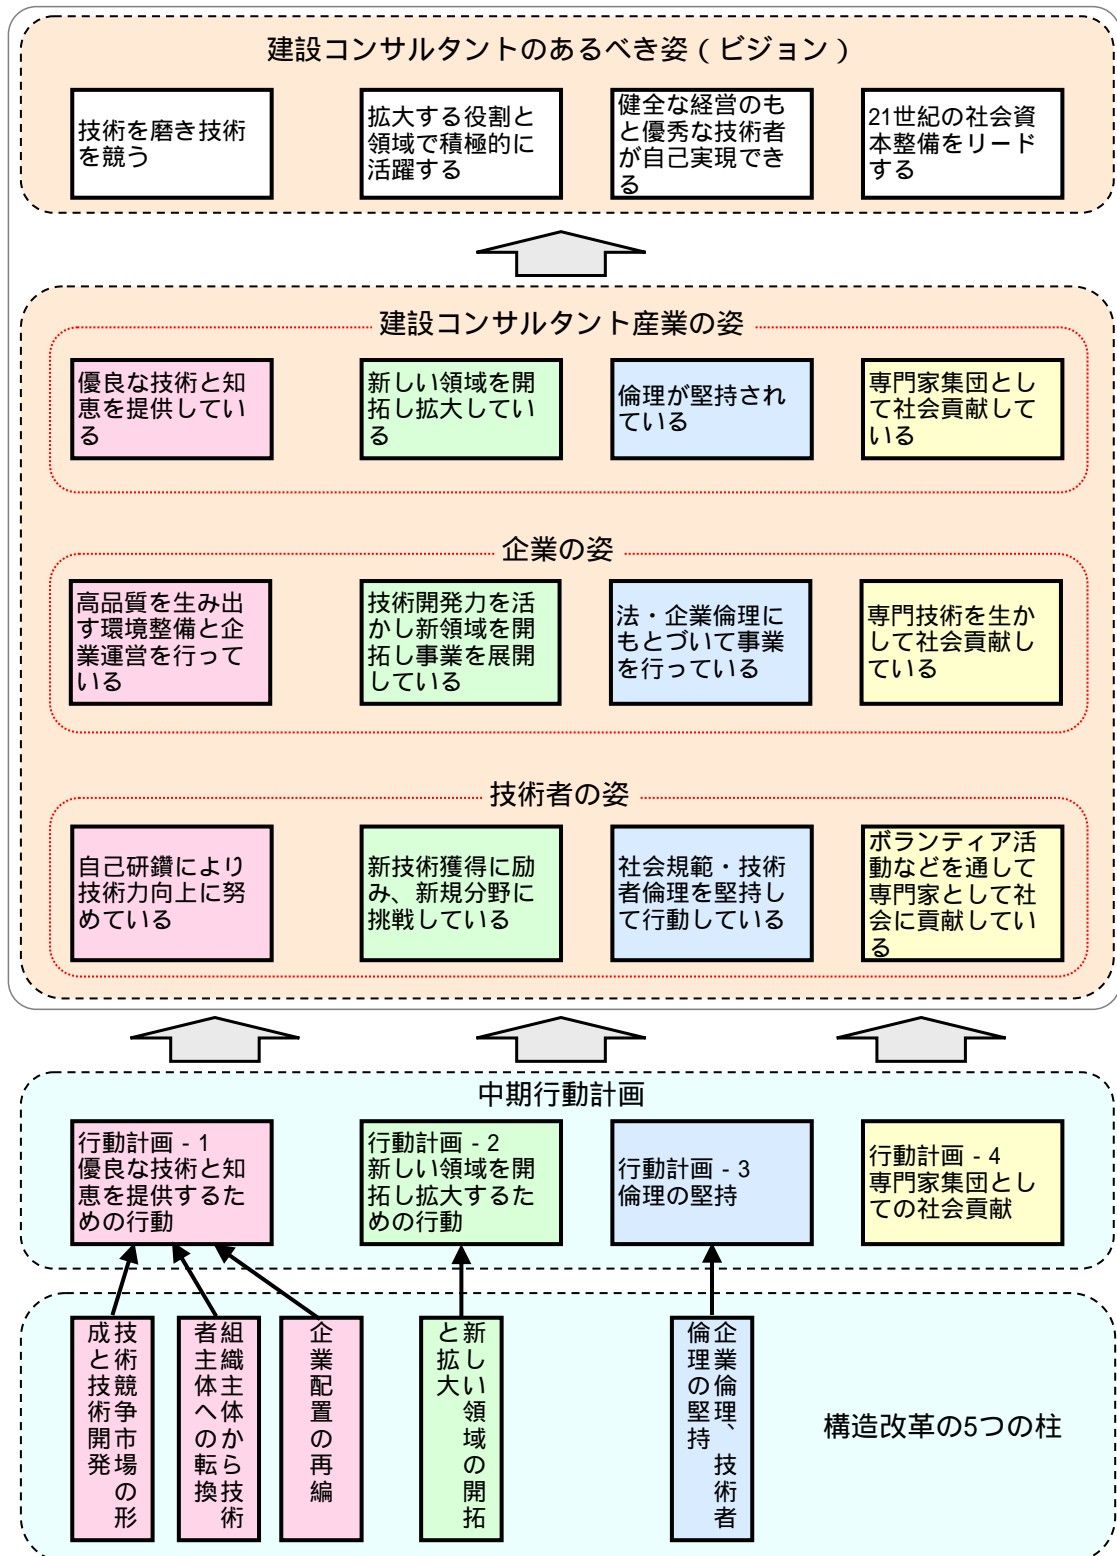 建設コンサルタントのあるべき姿（ビジョン）
技術を磨き技術
を競う
拡大する役割と
領域で積極的に
活躍する
健全な経営のも
と優秀な技術者
が自己実現でき
る
21世紀の社会資
本整備をリード
する
建設コンサルタント産業の姿
優良な技術と知
恵を提供してい
る
新しい領域を開
拓し拡大してい
る
倫理が堅持され
ている
専門家集団とし
て社会貢献して
いる
企業の姿
高品質を生み出
す環境整備と企
業運営を行って
いる
技術開発力を活
かし新領域を開
拓し事業を展開
している
法・企業倫理に
もとづいて事業
を行っている
専門技術を生か
して社会貢献し
ている
技術者の姿
自己研鑽により
技術力向上に努
めている
新技術獲得に励
み、新規分野に
挑戦している
社会規範・技術
者倫理を堅持し
て行動している
ボランティア活
動などを通して
専門家として社
会に貢献してい
る
中期行動計画
行動計画 - 1
優良な技術と知
恵を提供するた
めの行動
行動計画 - 2
新しい領域を開
拓し拡大するた
めの行動
行動計画 - 3
倫理の堅持
行動計画 - 4
専門家集団とし
ての社会貢献
技術競争市場の形
成と技術開発
組織主体から技術
者主体への転換
企業配置の再編
新しい領域の開拓
と拡大
企業倫理、技術者
倫理の堅持
構造改革の5つの柱